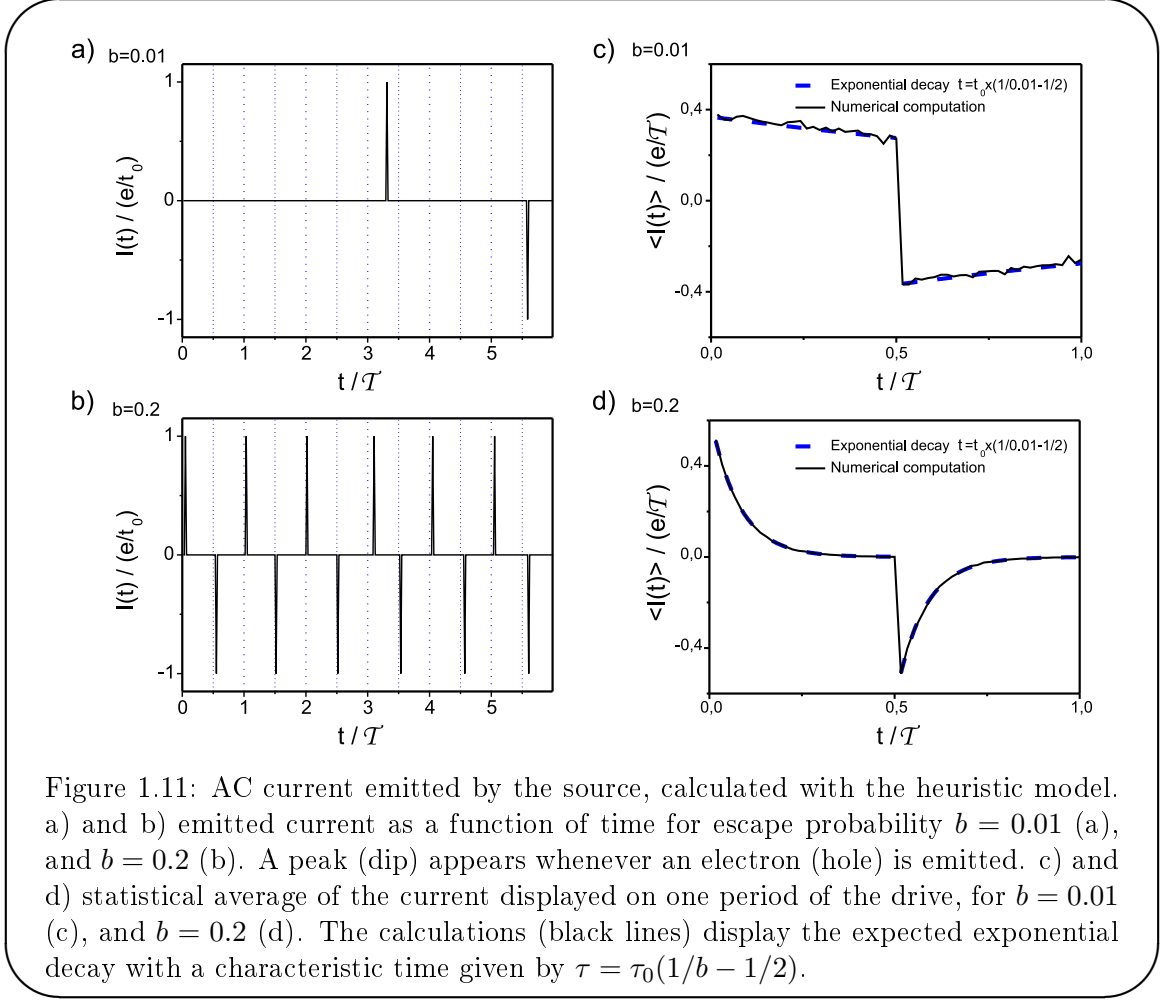 a) b=0.01
I(t) / (e/t₀)
1
0
-1
0 1 2 3 4 5
t / 𝒯
c) b=0.01
Exponential decay t=t₀x(1/0.01-1/2)
Numerical computation
<I(t)> / (e/𝒯)
0,4
0,0
-0,4
0,0 0,5 1,0
t / 𝒯
b) b=0.2
I(t) / (e/t₀)
1
0
-1
0 1 2 3 4 5
t / 𝒯
d) b=0.2
Exponential decay t=t₀x(1/0.01-1/2)
Numerical computation
<I(t)> / (e/𝒯)
0,4
0,0
-0,4
0,0 0,5 1,0
t / 𝒯
Figure 1.11: AC current emitted by the source, calculated with the heuristic model.
a) and b) emitted current as a function of time for escape probability b = 0.01 (a),
and b = 0.2 (b). A peak (dip) appears whenever an electron (hole) is emitted. c) and
d) statistical average of the current displayed on one period of the drive, for b = 0.01
(c), and b = 0.2 (d). The calculations (black lines) display the expected exponential
decay with a characteristic time given by τ = τ₀(1/b − 1/2).